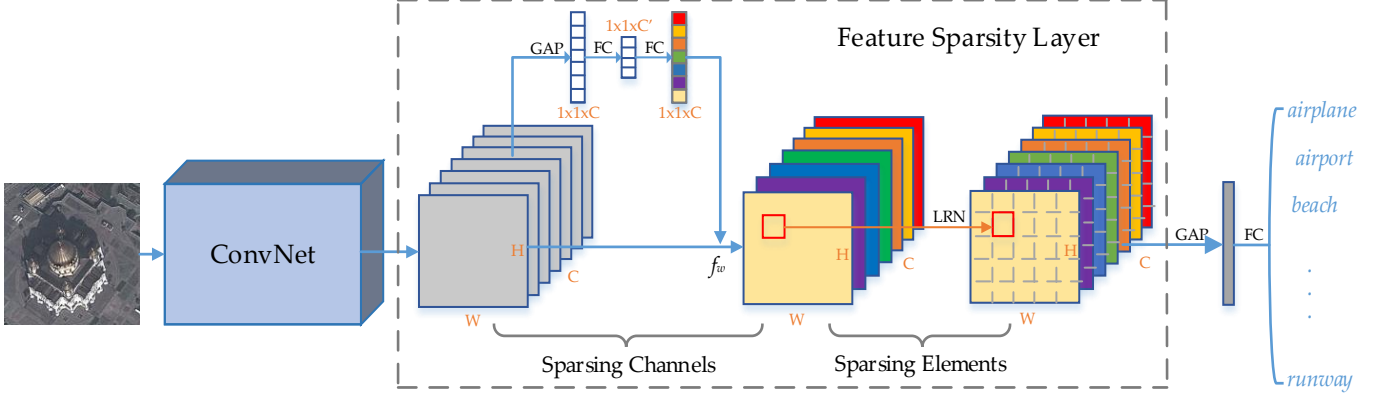 Feature Sparsity Layer
1x1xC'
GAP
FC
FC
1x1xC
1x1xC
ConvNet
H
C
W
f_w
H
C
W
LRN
H
C
W
GAP
FC
airplane
airport
beach
.
.
.
runway
Sparsing Channels
Sparsing Elements